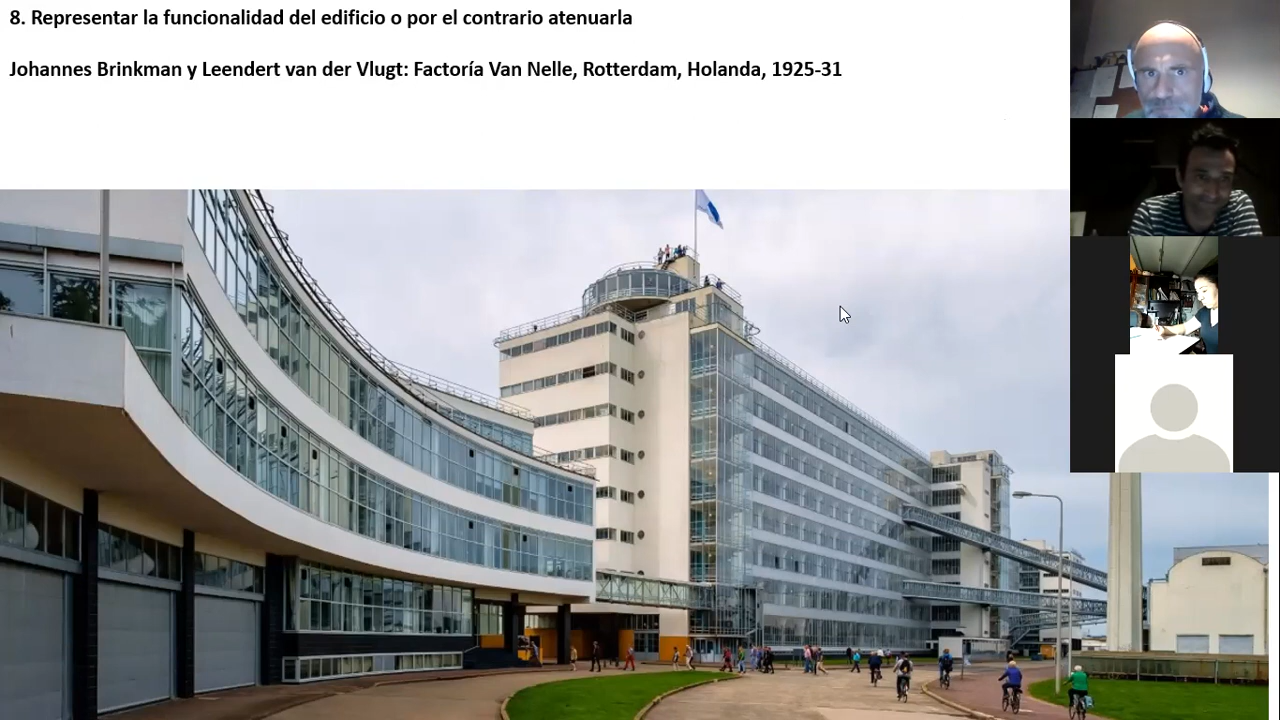 8. Representar la funcionalidad del edificio o por el contrario atenuarla
Johannes Brinkman y Leendert van der Vlugt: Factoría Van Nelle, Rotterdam, Holanda, 1925-31